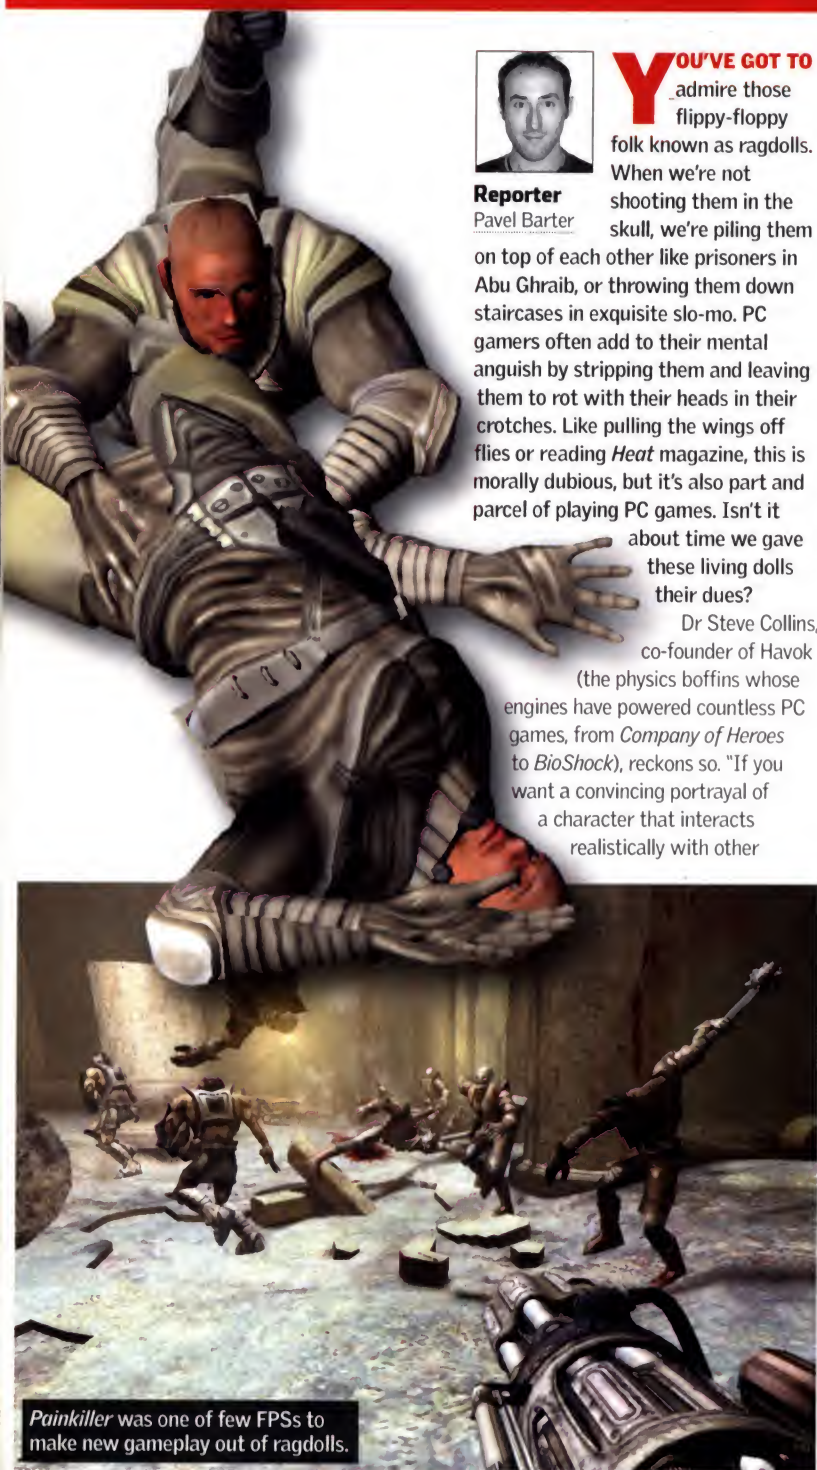 Reporter
Pavel Barter
YOU'VE GOT TO
admire those
flippy-floppy
folk known as ragdolls.
When we're not
shooting them in the
skull, we're piling them
on top of each other like prisoners in
Abu Ghraib, or throwing them down
staircases in exquisite slo-mo. PC
gamers often add to their mental
anguish by stripping them and leaving
them to rot with their heads in their
crotches. Like pulling the wings off
flies or reading Heat magazine, this is
morally dubious, but it's also part and
parcel of playing PC games. Isn't it
about time we gave
these living dolls
their dues?
Dr Steve Collins,
co-founder of Havok
(the physics boffins whose
engines have powered countless PC
games, from Company of Heroes
to BioShock), reckons so. "If you
want a convincing portrayal of
a character that interacts
realistically with other
Painkiller was one of few FPSs to
make new gameplay out of ragdolls.